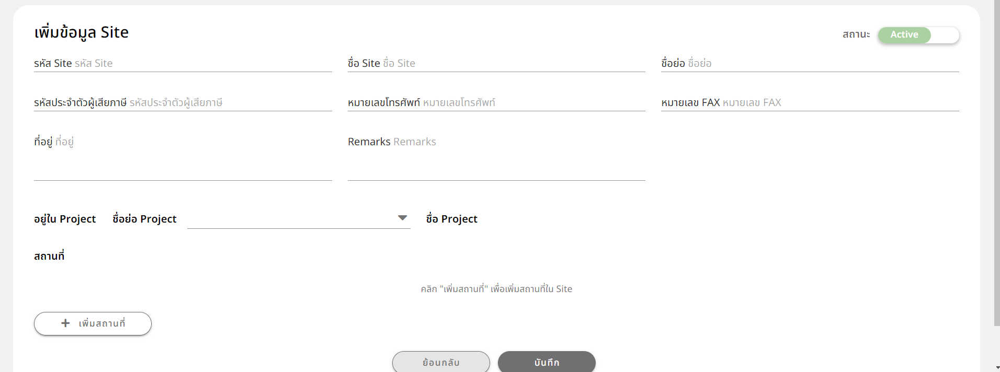 เพิ่มข้อมูล Site
สถานะ Active
รหัส Site รหัส Site
ชื่อ Site ชื่อ Site
ชื่อย่อ ชื่อย่อ
รหัสประจำตัวผู้เสียภาษี รหัสประจำตัวผู้เสียภาษี
หมายเลขโทรศัพท์ หมายเลขโทรศัพท์
หมายเลข FAX หมายเลข FAX
ที่อยู่ ที่อยู่
Remarks Remarks
อยู่ใน Project
ชื่อย่อ Project
ชื่อ Project
สถานที่
คลิก "เพิ่มสถานที่" เพื่อเพิ่มสถานที่ใน Site
+ เพิ่มสถานที่
ย้อนกลับ
บันทึก